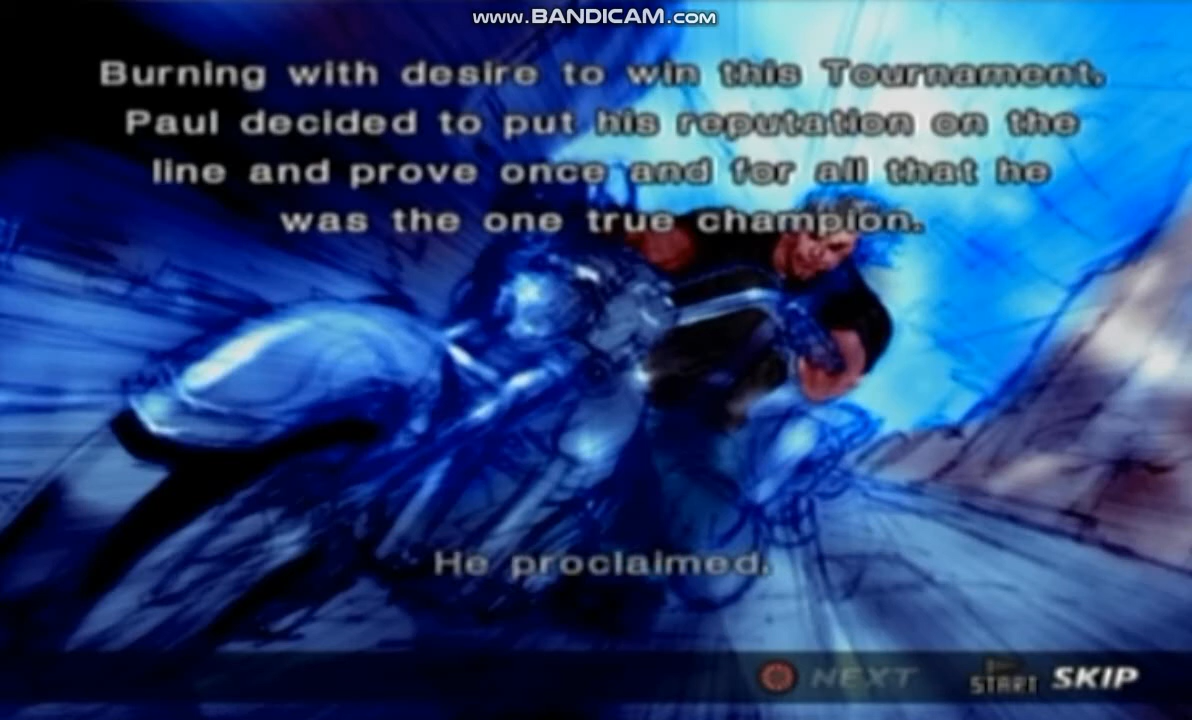 www.BANDICAM.com
Burning with desire to win this Tournament,
Paul decided to put his reputation on the
line and prove once and for all that he
was the one true champion.
He proclaimed.
NEXT START SKIP